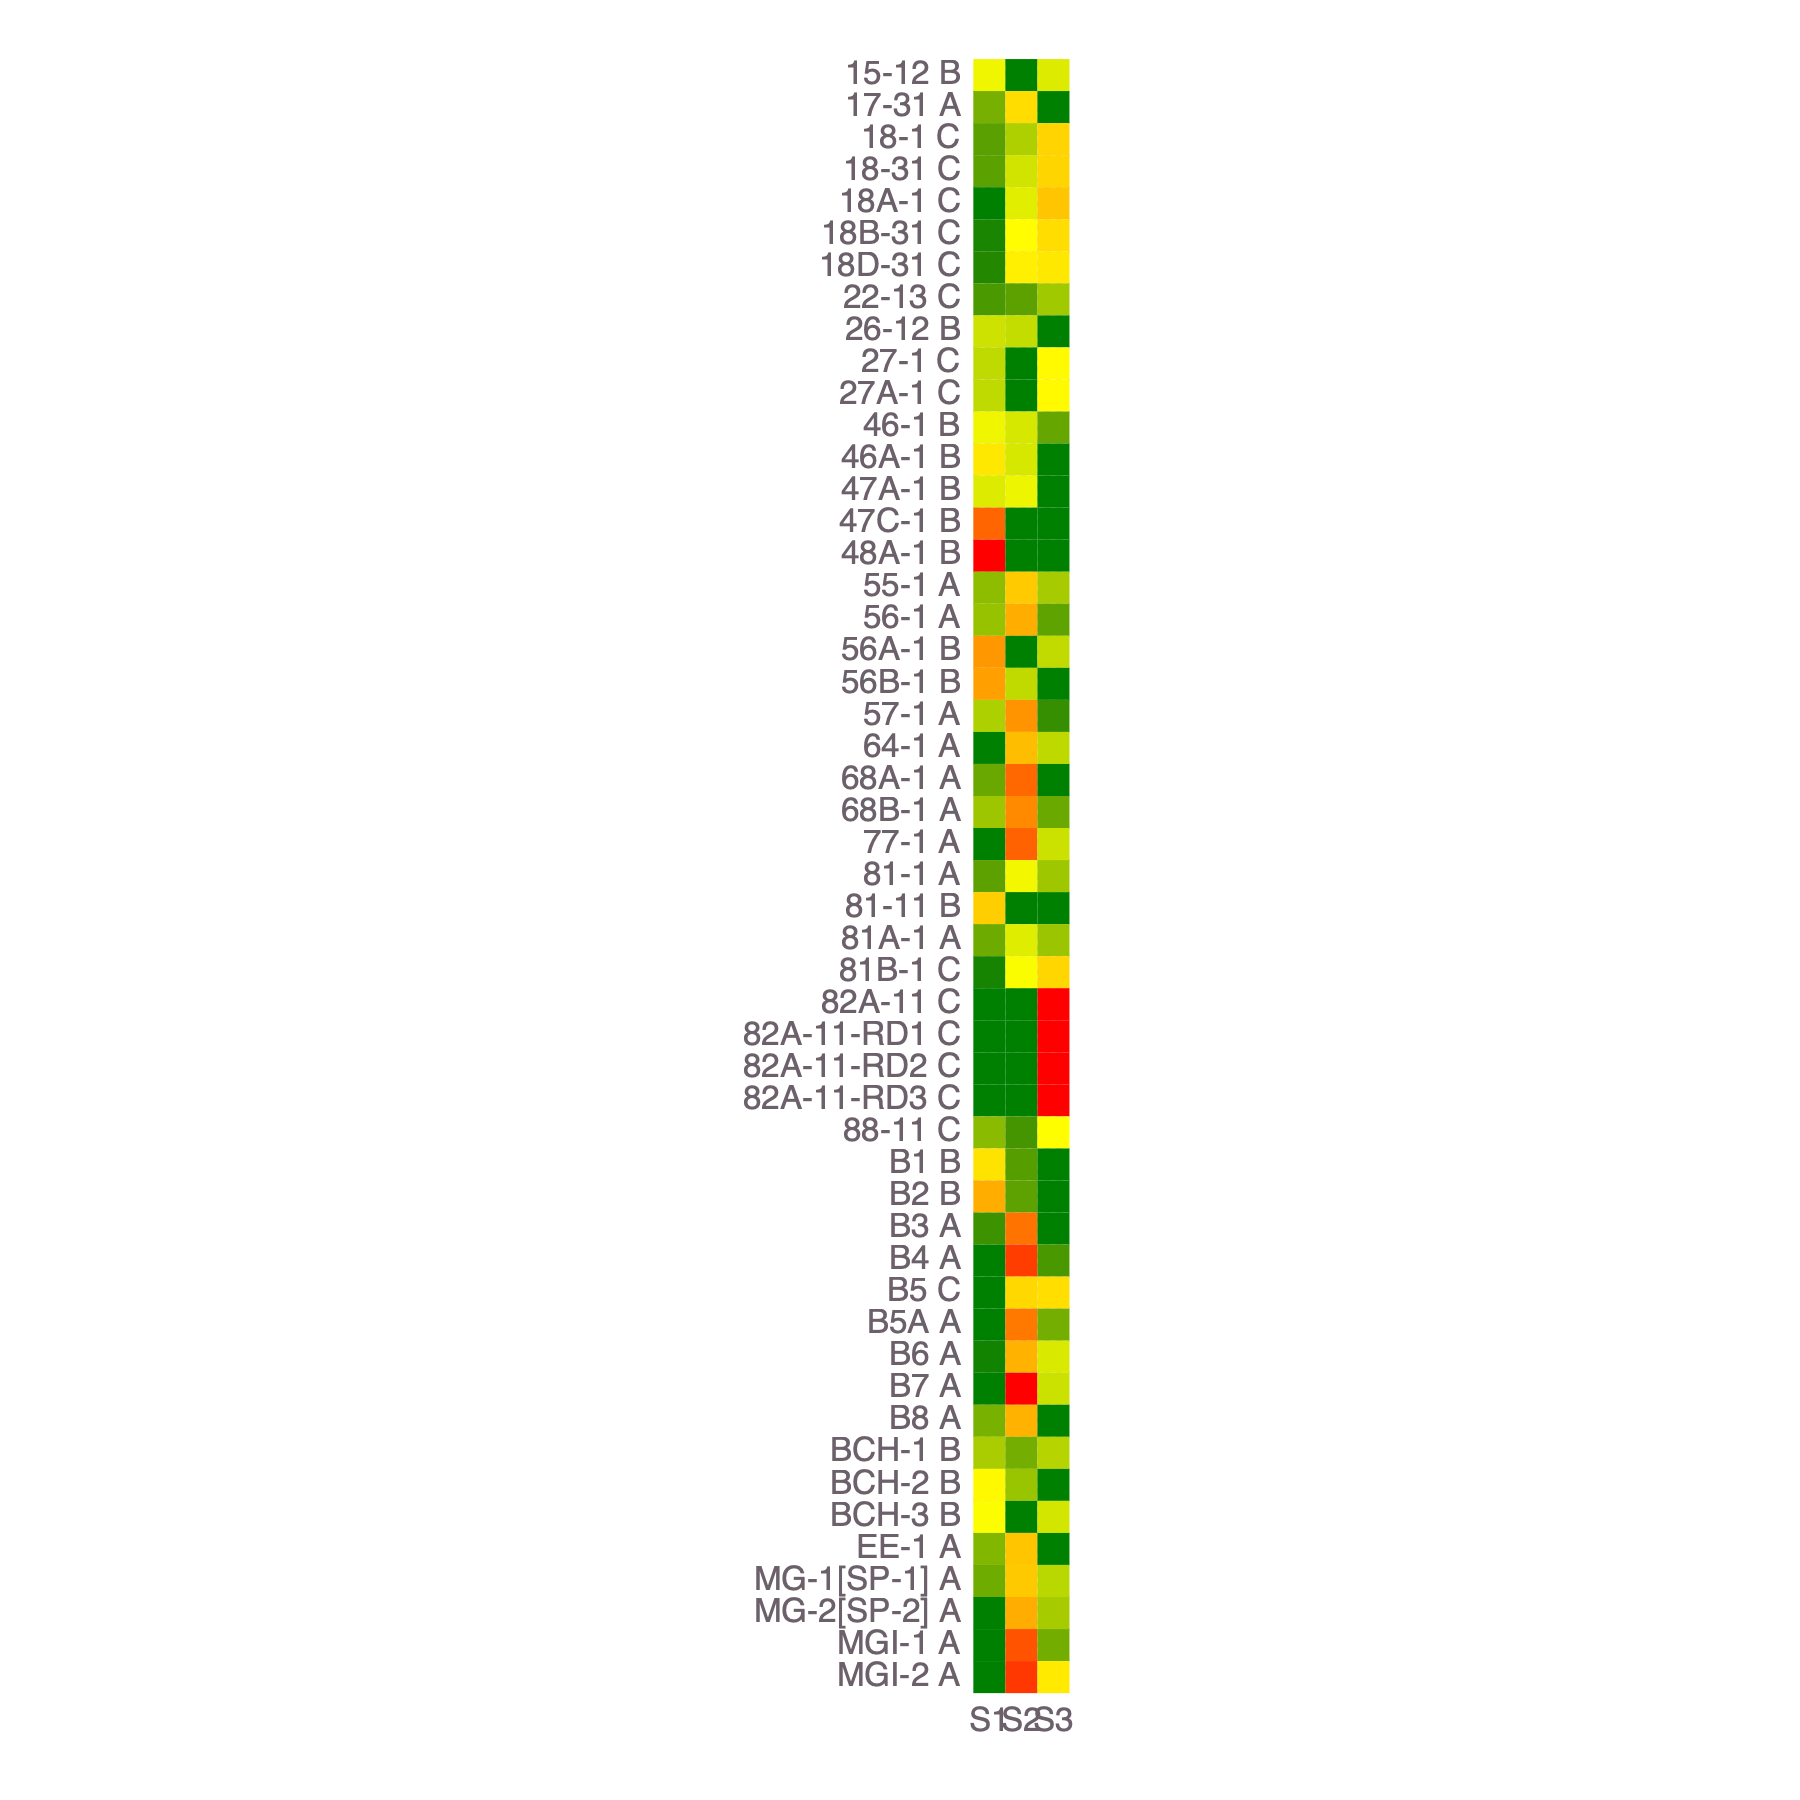 15-12 B
17-31 A
18-1 C
18-31 C
18A-1 C
18B-31 C
18D-31 C
22-13 C
26-12 B
27-1 C
27A-1 C
46-1 B
46A-1 B
47A-1 B
47C-1 B
48A-1 B
55-1 A
56-1 A
56A-1 B
56B-1 B
57-1 A
64-1 A
68A-1 A
68B-1 A
77-1 A
81-1 A
81-11 B
81A-1 A
81B-1 C
82A-11 C
82A-11-RD1 C
82A-11-RD2 C
82A-11-RD3 C
88-11 C
B1 B
B2 B
B3 A
B4 A
B5 C
B5A A
B6 A
B7 A
B8 A
BCH-1 B
BCH-2 B
BCH-3 B
EE-1 A
MG-1[SP-1] A
MG-2[SP-2] A
MGI-1 A
MGI-2 A
S1 S2 S3